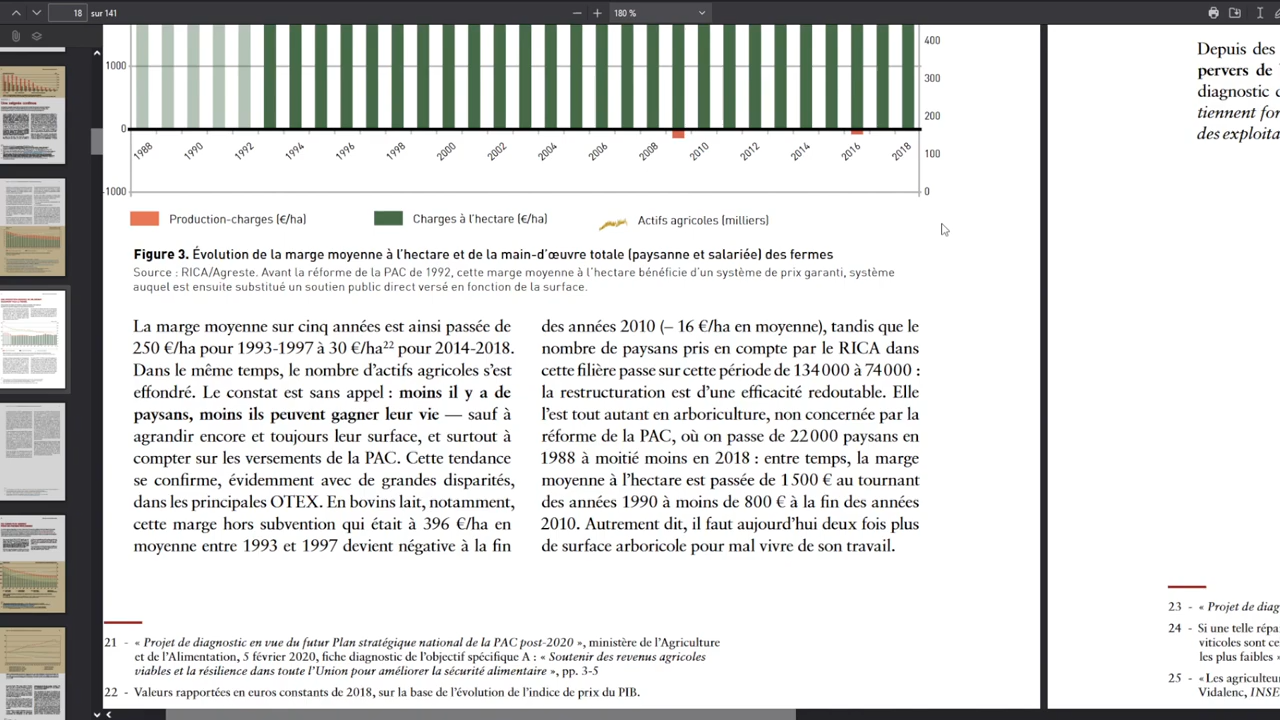 18 sur 141
180 %
1000
0
-1000
400
300
200
100
0
1988 1990 1992 1994 1996 1998 2000 2002 2004 2006 2008 2010 2012 2014 2016 2018
Production-charges (€/ha) Charges à l'hectare (€/ha) Actifs agricoles (milliers)
Figure 3. Évolution de la marge moyenne à l'hectare et de la main-d'œuvre totale (paysanne et salariée) des fermes
Source : RICA/Agreste. Avant la réforme de la PAC de 1992, cette marge moyenne à l'hectare bénéficie d'un système de prix garanti, système
auquel est ensuite substitué un soutien public direct versé en fonction de la surface.
La marge moyenne sur cinq années est ainsi passée de
250 €/ha pour 1993-1997 à 30 €/ha²² pour 2014-2018.
Dans le même temps, le nombre d'actifs agricoles s'est
effondré. Le constat est sans appel : moins il y a de
paysans, moins ils peuvent gagner leur vie — sauf à
agrandir encore et toujours leur surface, et surtout à
compter sur les versements de la PAC. Cette tendance
se confirme, évidemment avec de grandes disparités,
dans les principales OTEX. En bovins lait, notamment,
cette marge hors subvention qui était à 396 €/ha en
moyenne entre 1993 et 1997 devient négative à la fin
des années 2010 (– 16 €/ha en moyenne), tandis que le
nombre de paysans pris en compte par le RICA dans
cette filière passe sur cette période de 134 000 à 74 000 :
la restructuration est d'une efficacité redoutable. Elle
l'est tout autant en arboriculture, non concernée par la
réforme de la PAC, où on passe de 22 000 paysans en
1988 à moitié moins en 2018 : entre temps, la marge
moyenne à l'hectare est passée de 1 500 € au tournant
des années 1990 à moins de 800 € à la fin des années
2010. Autrement dit, il faut aujourd'hui deux fois plus
de surface arboricole pour mal vivre de son travail.
21 - « Projet de diagnostic en vue du futur Plan stratégique national de la PAC post-2020 », ministère de l'Agriculture
et de l'Alimentation, 5 février 2020, fiche diagnostic de l'objectif spécifique A : « Soutenir des revenus agricoles
viables et la résilience dans toute l'Union pour améliorer la sécurité alimentaire », pp. 3-5
22 - Valeurs rapportées en euros constants de 2018, sur la base de l'évolution de l'indice de prix du PIB.
Depuis des
pervers de
diagnostic
tiennent for
des exploita
23 - « Projet de diag
24 - Si une telle répa
viticoles sont ce
les plus faibles »
25 - « Les agriculteu
Vidalenc, INSE